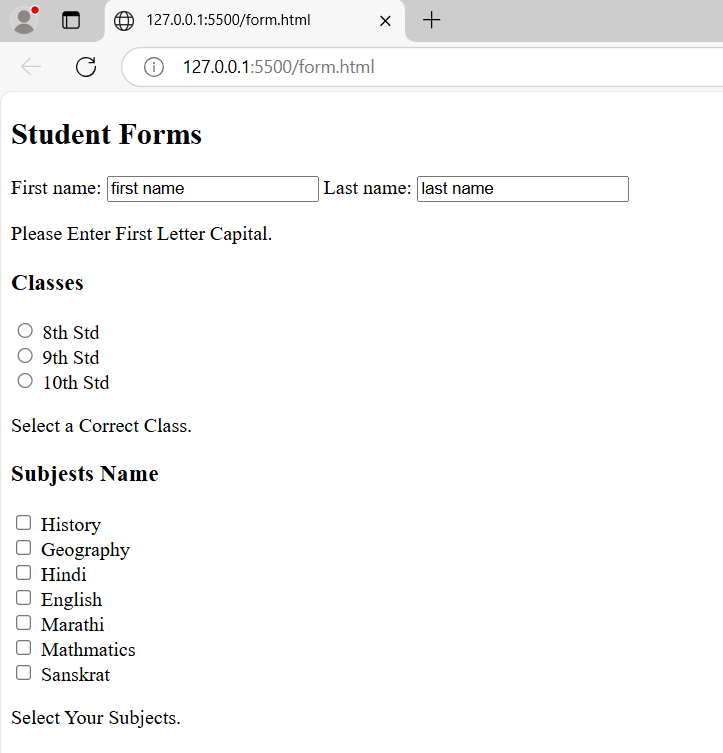 127.0.0.1:5500/form.html
127.0.0.1:5500/form.html
Student Forms
First name: first name Last name: last name
Please Enter First Letter Capital.
Classes
8th Std
9th Std
10th Std
Select a Correct Class.
Subjests Name
History
Geography
Hindi
English
Marathi
Mathmatics
Sanskrat
Select Your Subjects.